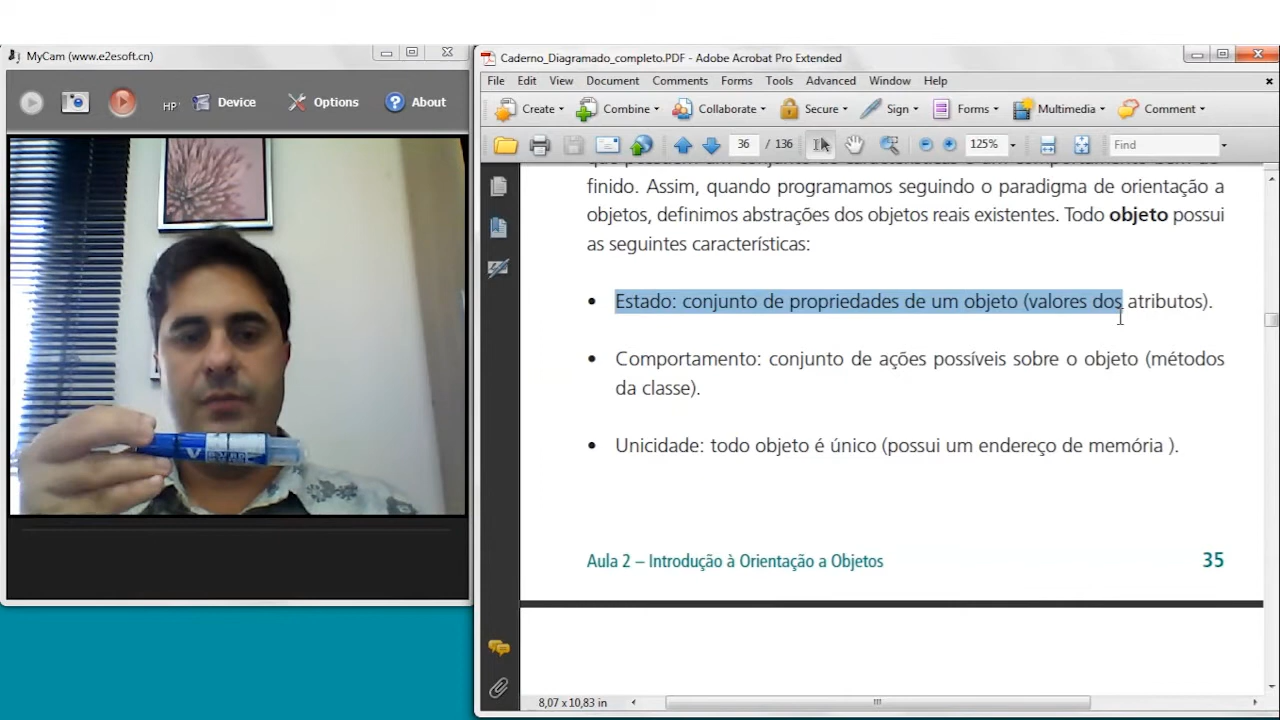 MyCam (www.e2esoft.cn)
HP
Device
Options
About
Caderno_Diagramado_completo.PDF - Adobe Acrobat Pro Extended
File Edit View Document Comments Forms Tools Advanced Window Help
Create Combine Collaborate Secure Sign Forms Multimedia Comment
36 / 136 125% Find
finido. Assim, quando programamos seguindo o paradigma de orientação a
objetos, definimos abstrações dos objetos reais existentes. Todo objeto possui
as seguintes características:
• Estado: conjunto de propriedades de um objeto (valores dos atributos).
• Comportamento: conjunto de ações possíveis sobre o objeto (métodos
da classe).
• Unicidade: todo objeto é único (possui um endereço de memória ).
Aula 2 – Introdução à Orientação a Objetos 35
8,07 x 10,83 in